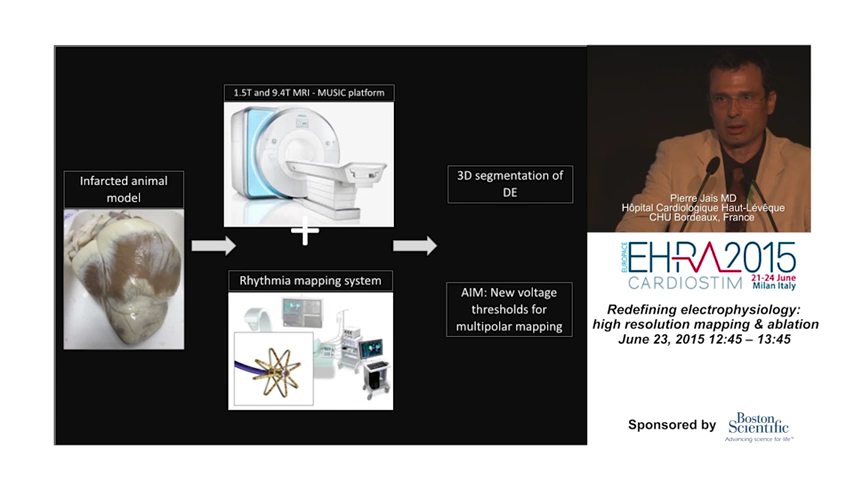 1.5T and 9.4T MRI - MUSIC platform
Infarcted animal
model
Rhythmia mapping system
3D segmentation of
DE
AIM: New voltage
thresholds for
multipolar mapping
Pierre Jais MD
Hôpital Cardiologique Haut-Lévêque
CHU Bordeaux, France
EUROPACE
EHRA2015
CARDIOSTIM
21-24 June
Milan Italy
Redefining electrophysiology:
high resolution mapping & ablation
June 23, 2015 12:45 – 13:45
Sponsored by
Boston
Scientific
Advancing science for life™